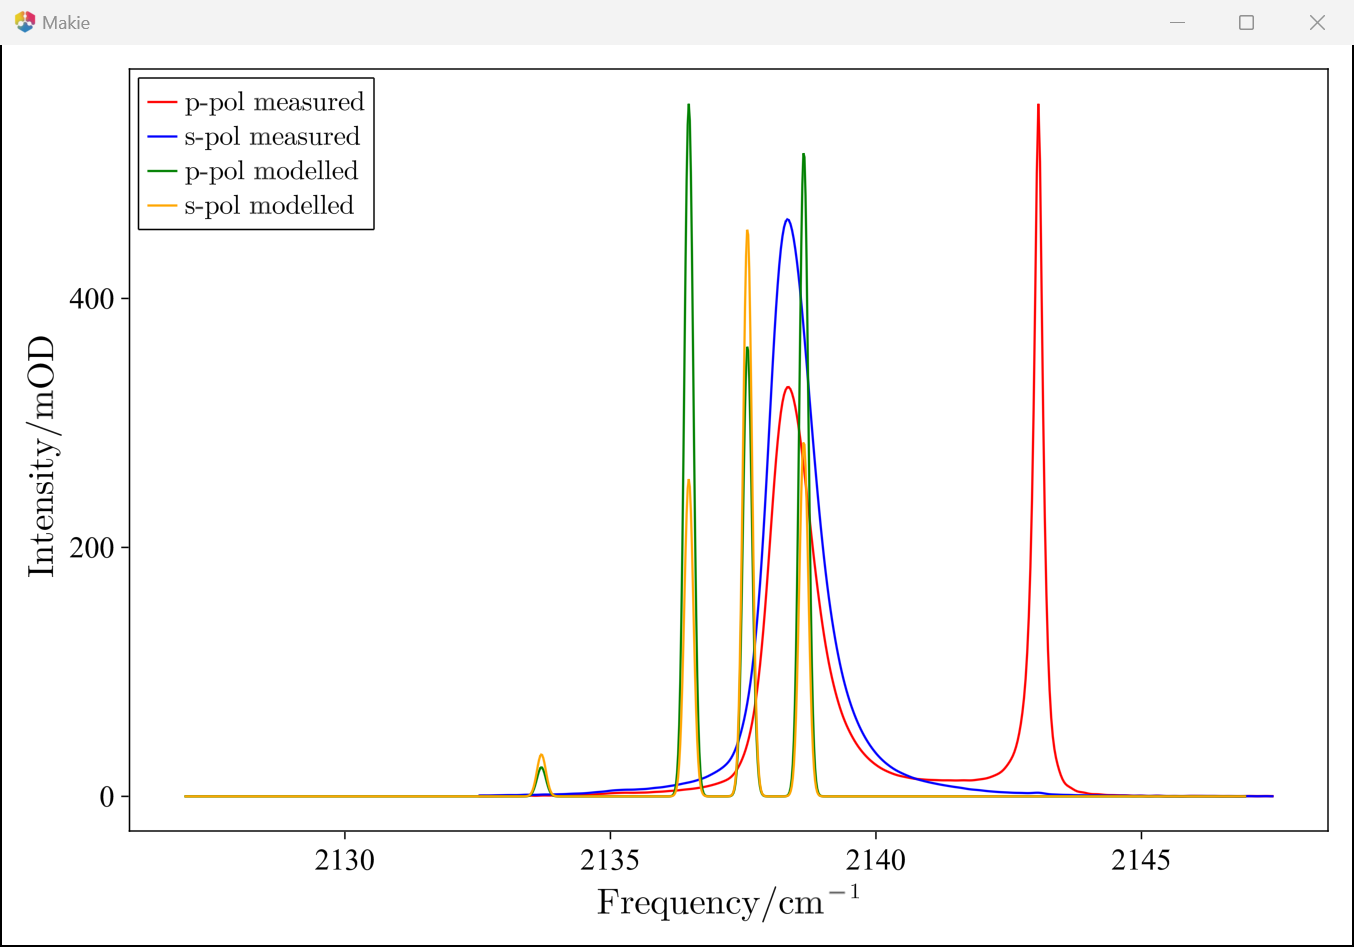 Makie
p-pol measured
s-pol measured
p-pol modelled
s-pol modelled
Intensity/mOD
400
200
0
2130 2135 2140 2145
Frequency/cm⁻¹